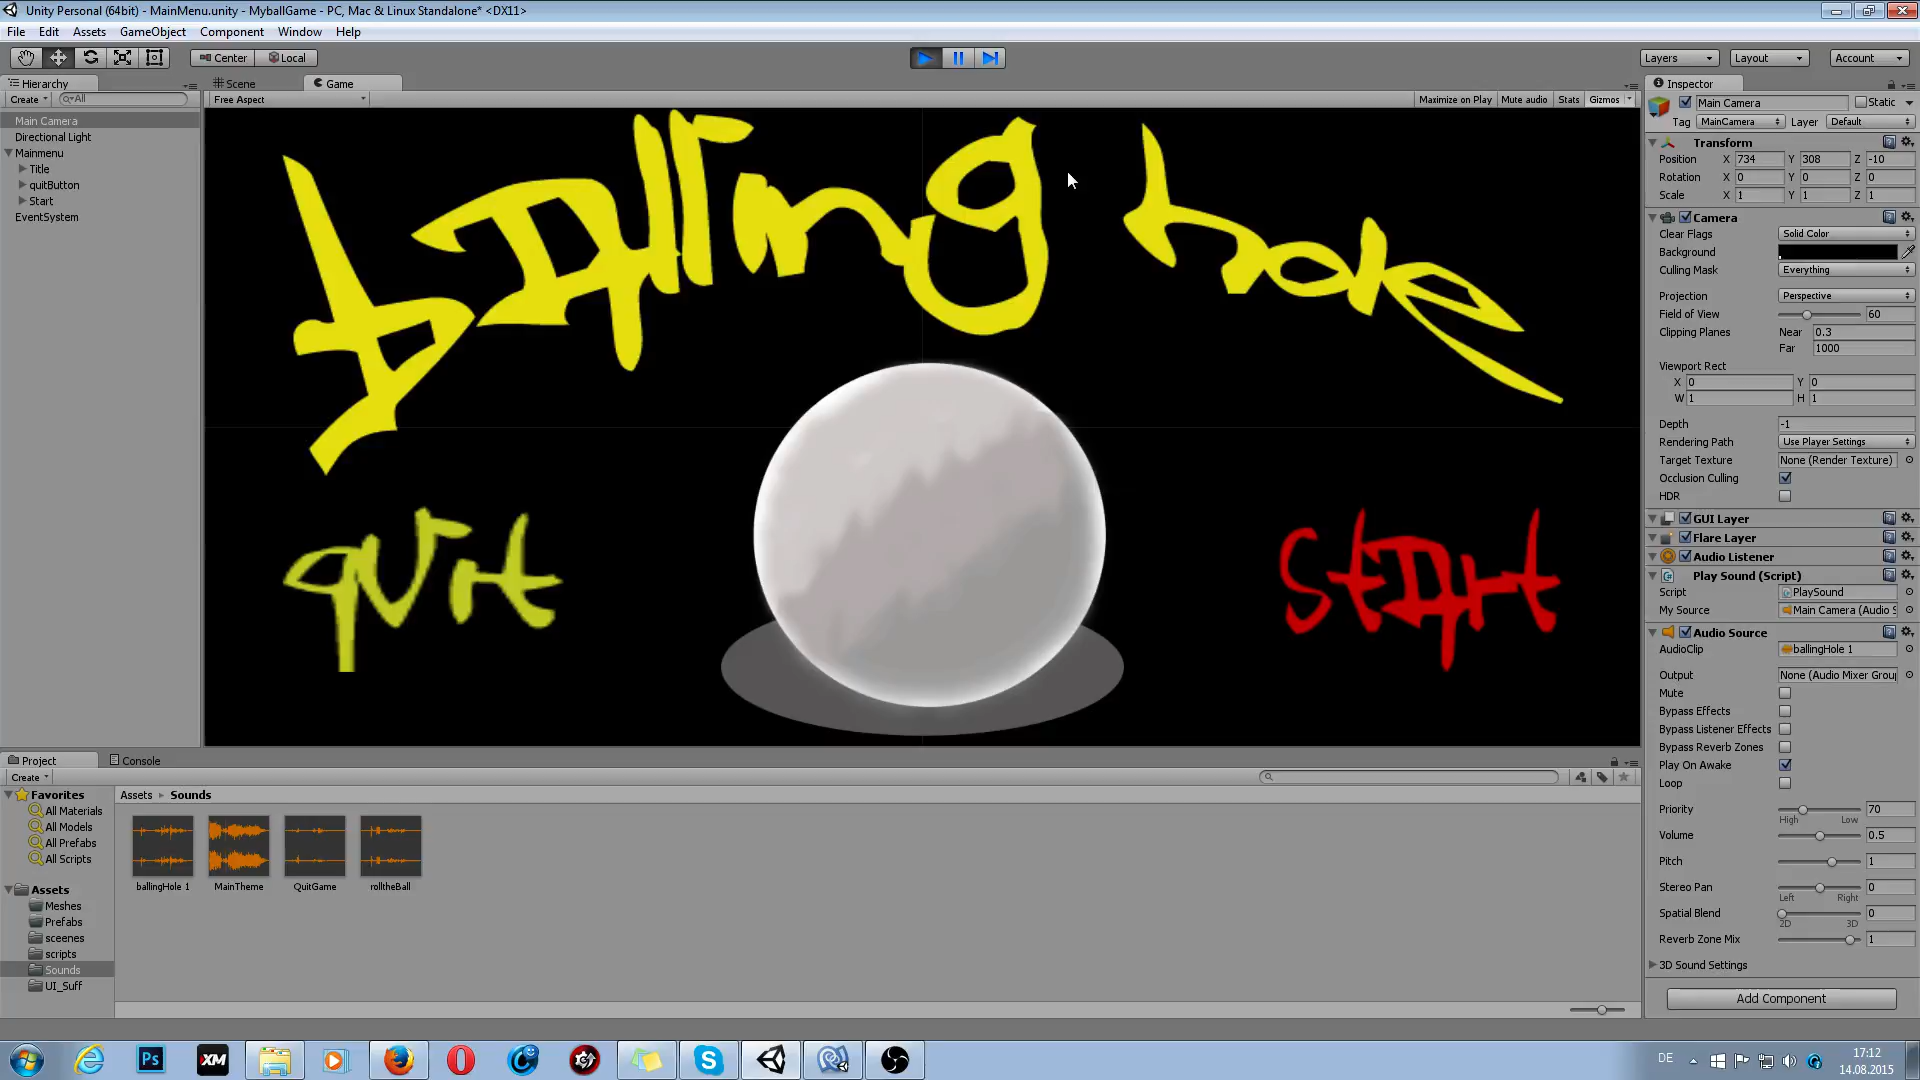 Unity Personal (64bit) - MainMenu.unity - MyballGame - PC, Mac & Linux Standalone* <DX11>
File Edit Assets GameObject Component Window Help
Center Local
Layers Layout Account
Hierarchy
Create All
Main Camera
Directional Light
Mainmenu
Title
quitButton
Start
EventSystem
Scene Game
Free Aspect Maximize on Play Mute audio Stats Gizmos
balling hole
quit
start
Inspector
Main Camera Static
Tag MainCamera Layer Default
Transform
Position X 734 Y 308 Z -10
Rotation X 0 Y 0 Z 0
Scale X 1 Y 1 Z 1
Camera
Clear Flags Solid Color
Background
Culling Mask Everything
Projection Perspective
Field of View 60
Clipping Planes Near 0.3
Far 1000
Viewport Rect
X 0 Y 0
W 1 H 1
Depth -1
Rendering Path Use Player Settings
Target Texture None (Render Texture)
Occlusion Culling
HDR
GUI Layer
Flare Layer
Audio Listener
Play Sound (Script)
Script PlaySound
My Source Main Camera (Audio S
Audio Source
AudioClip ballingHole 1
Output None (Audio Mixer Grou
Mute
Bypass Effects
Bypass Listener Effects
Bypass Reverb Zones
Play On Awake
Loop
Priority 70
High Low
Volume 0.5
Pitch 1
Stereo Pan 0
Left Right
Spatial Blend 0
2D 3D
Reverb Zone Mix 1
3D Sound Settings
Add Component
Project Console
Create
Favorites
All Materials
All Models
All Prefabs
All Scripts
Assets
Meshes
Prefabs
sceenes
scripts
Sounds
UI_Suff
Assets Sounds
ballingHole 1 MainTheme QuitGame rolltheBall
Ps XM
DE
17:12
14.08.2015